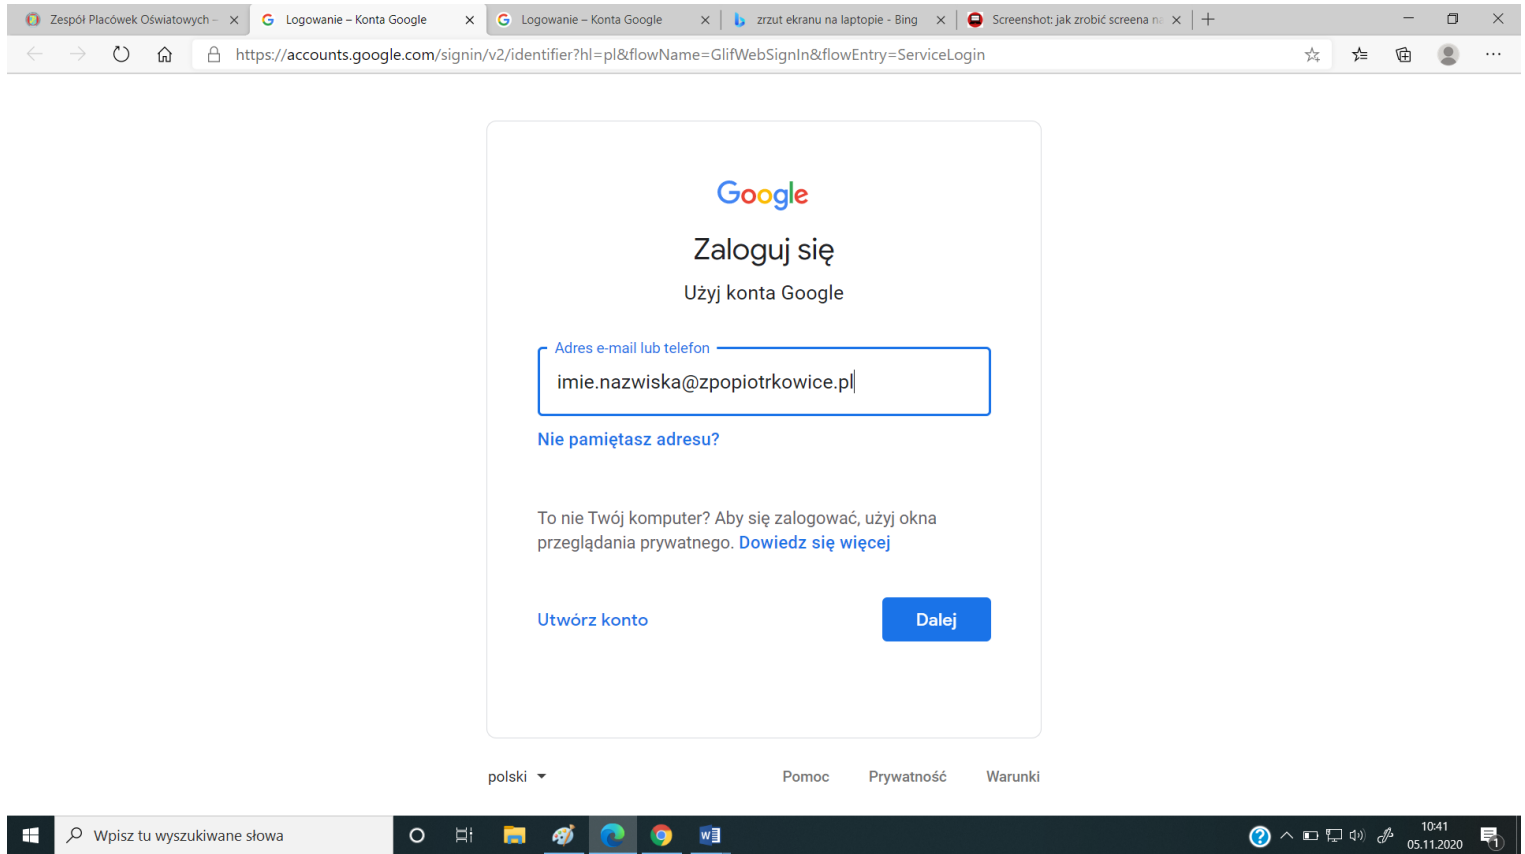 Zespół Placówek Oświatowych –
Logowanie – Konta Google
Logowanie – Konta Google
zrzut ekranu na laptopie - Bing
Screenshot: jak zrobić screena na
https://accounts.google.com/signin/v2/identifier?hl=pl&flowName=GlifWebSignIn&flowEntry=ServiceLogin
Google
Zaloguj się
Użyj konta Google
Adres e-mail lub telefon
imie.nazwiska@zpopiotrkowice.pl
Nie pamiętasz adresu?
To nie Twój komputer? Aby się zalogować, użyj okna
przeglądania prywatnego. Dowiedz się więcej
Utwórz konto
Dalej
polski
Pomoc
Prywatność
Warunki
Wpisz tu wyszukiwane słowa
10:41
05.11.2020
1